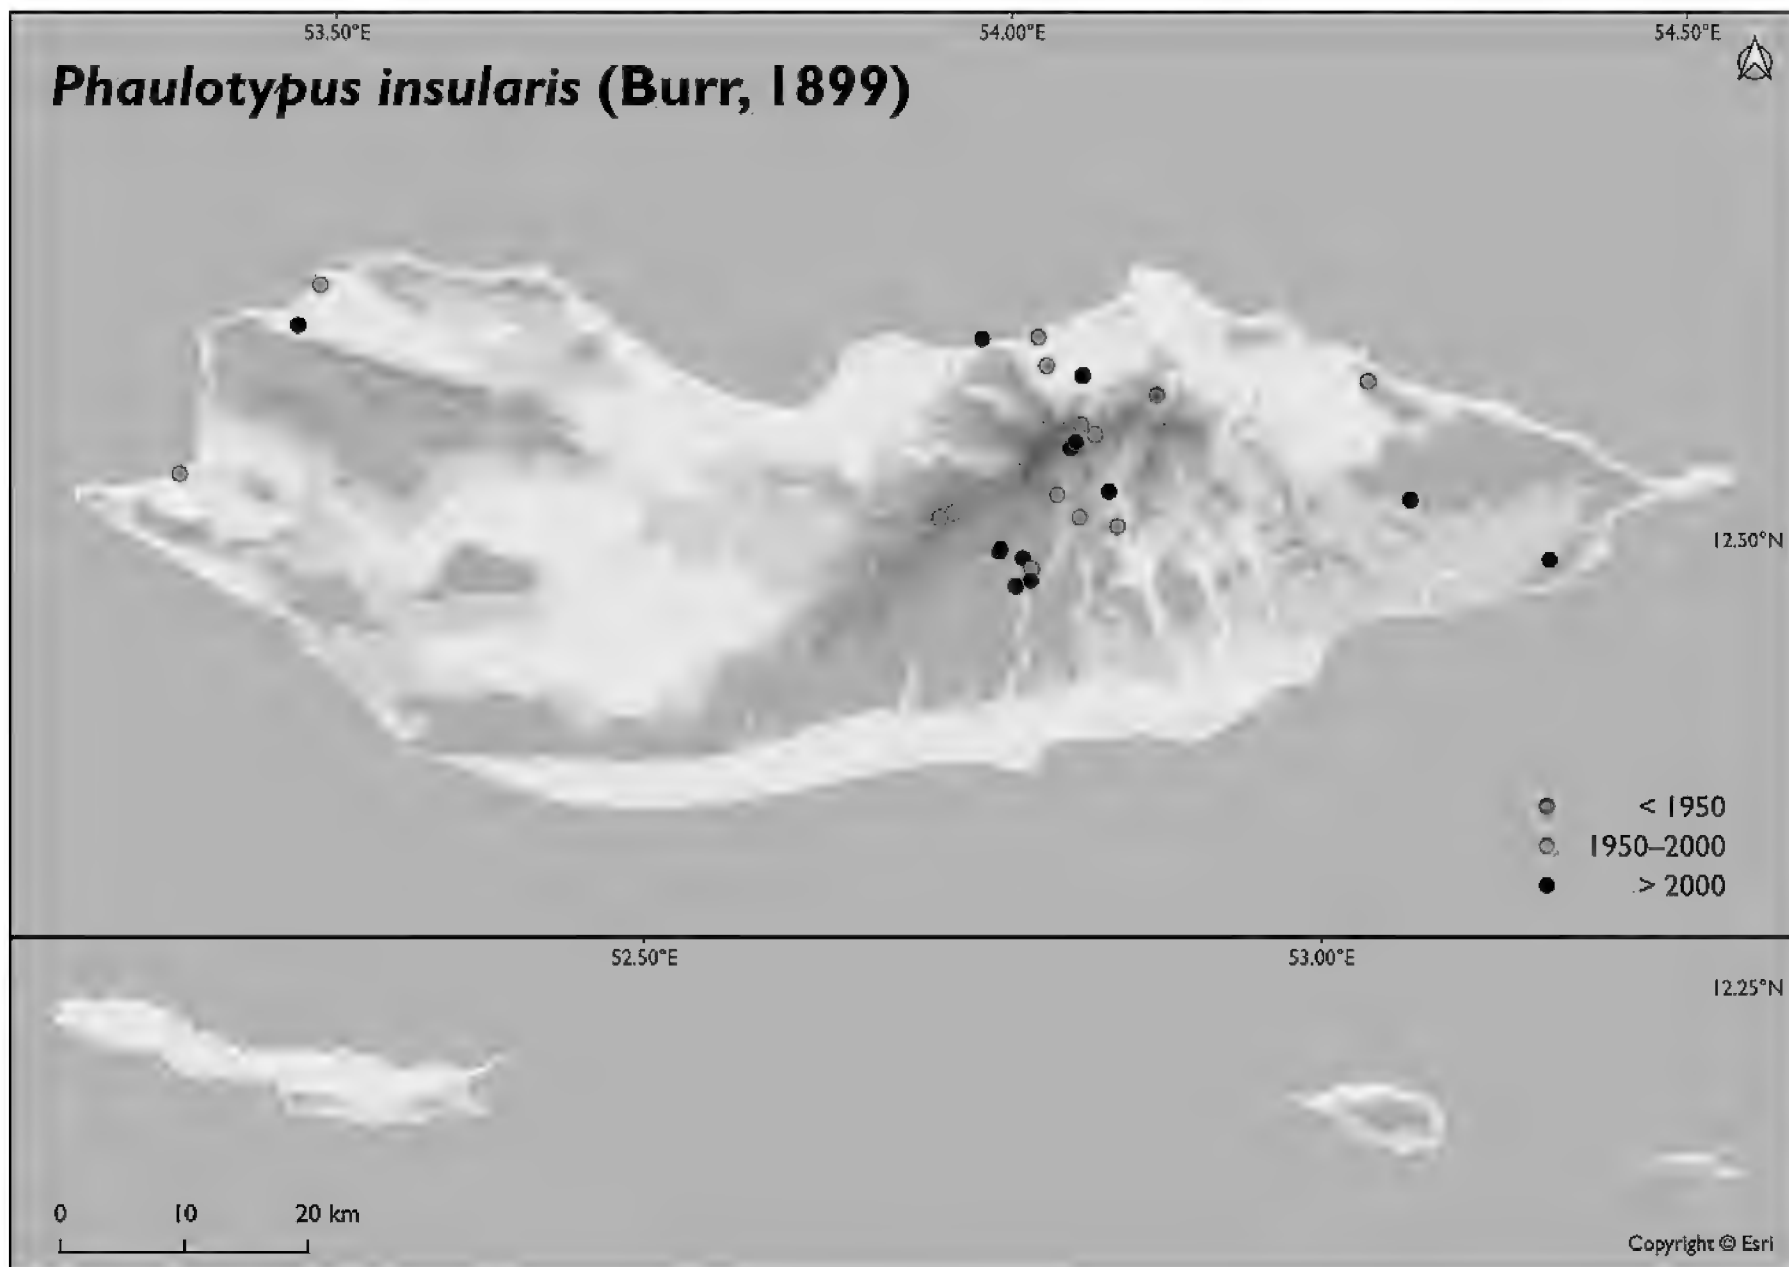 53.50°E 54.00°E 54.50°E
Phaulotypus insularis (Burr, 1899)
12.50°N
< 1950
1950–2000
> 2000
52.50°E 53.00°E
12.25°N
0 10 20 km
Copyright © Esri